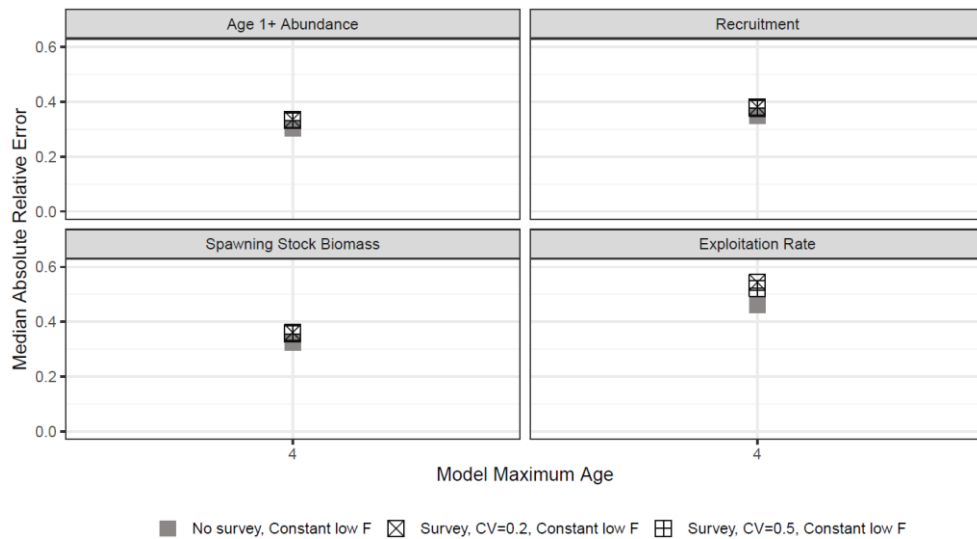 Age 1+ Abundance
Recruitment
0.6
0.4
0.2
0.0
Spawning Stock Biomass
Exploitation Rate
0.6
0.4
0.2
0.0
Median Absolute Relative Error
4
4
Model Maximum Age
No survey, Constant low F
Survey, CV=0.2, Constant low F
Survey, CV=0.5, Constant low F